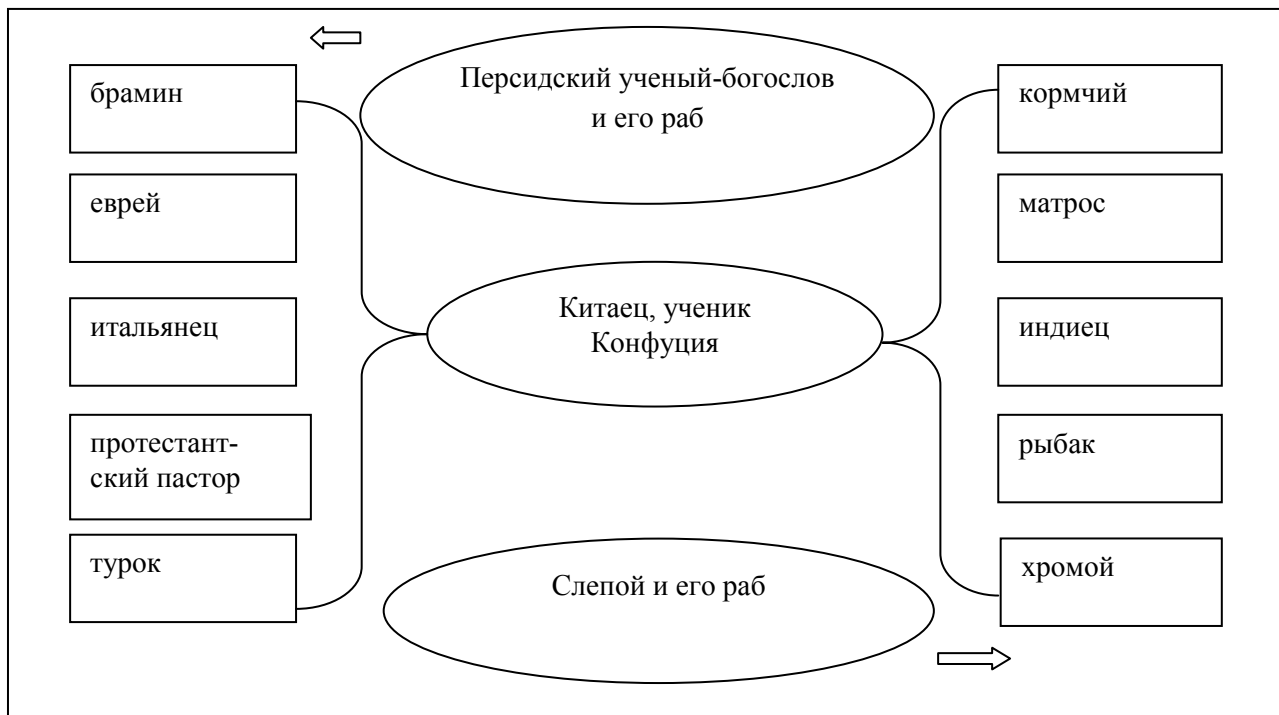 Персидский ученый-богослов
и его раб
брамин
еврей
итальянец
протестант-
ский пастор
турок
Китаец, ученик
Конфуция
Слепой и его раб
кормчий
матрос
индиец
рыбак
хромой